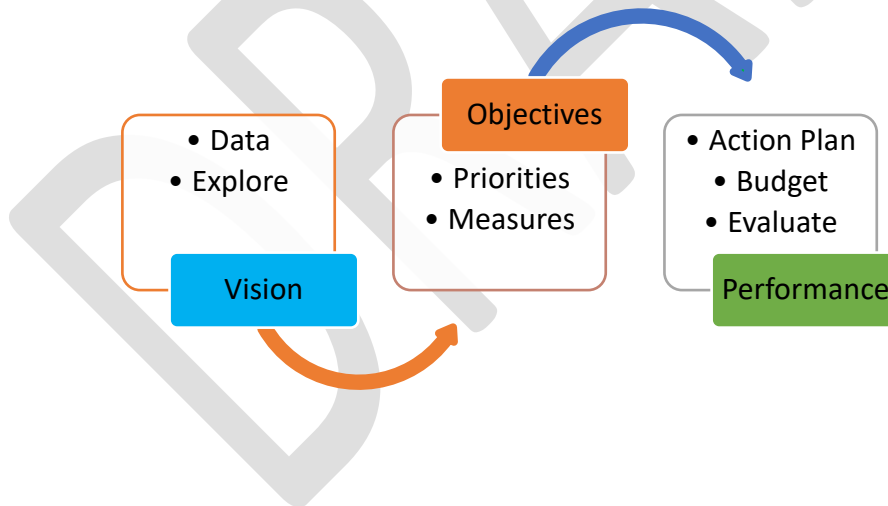 • Data
• Explore
Vision
Objectives
• Priorities
• Measures
• Action Plan
• Budget
• Evaluate
Performance